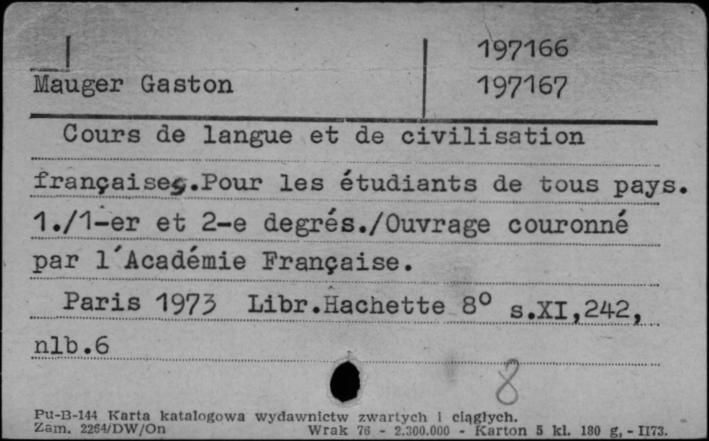 197166
Mauger Gaston 197167
Cours de langue et de civilisation
françaises.Pour les étudiants de tous pays.
1./1-er et 2-e degrés./Ouvrage couronné
par l'Académie Française.
Paris 1973 Libr.Hachette 8° s.XI,242,
nlb.6
8
Pu-B-144 Karta katalogowa wydawnictw zwartych i ciągłych.
Zam. 2264/DW/On Wrak 76 - 2.300.000 - Karton 5 kl. 180 g, - II73.